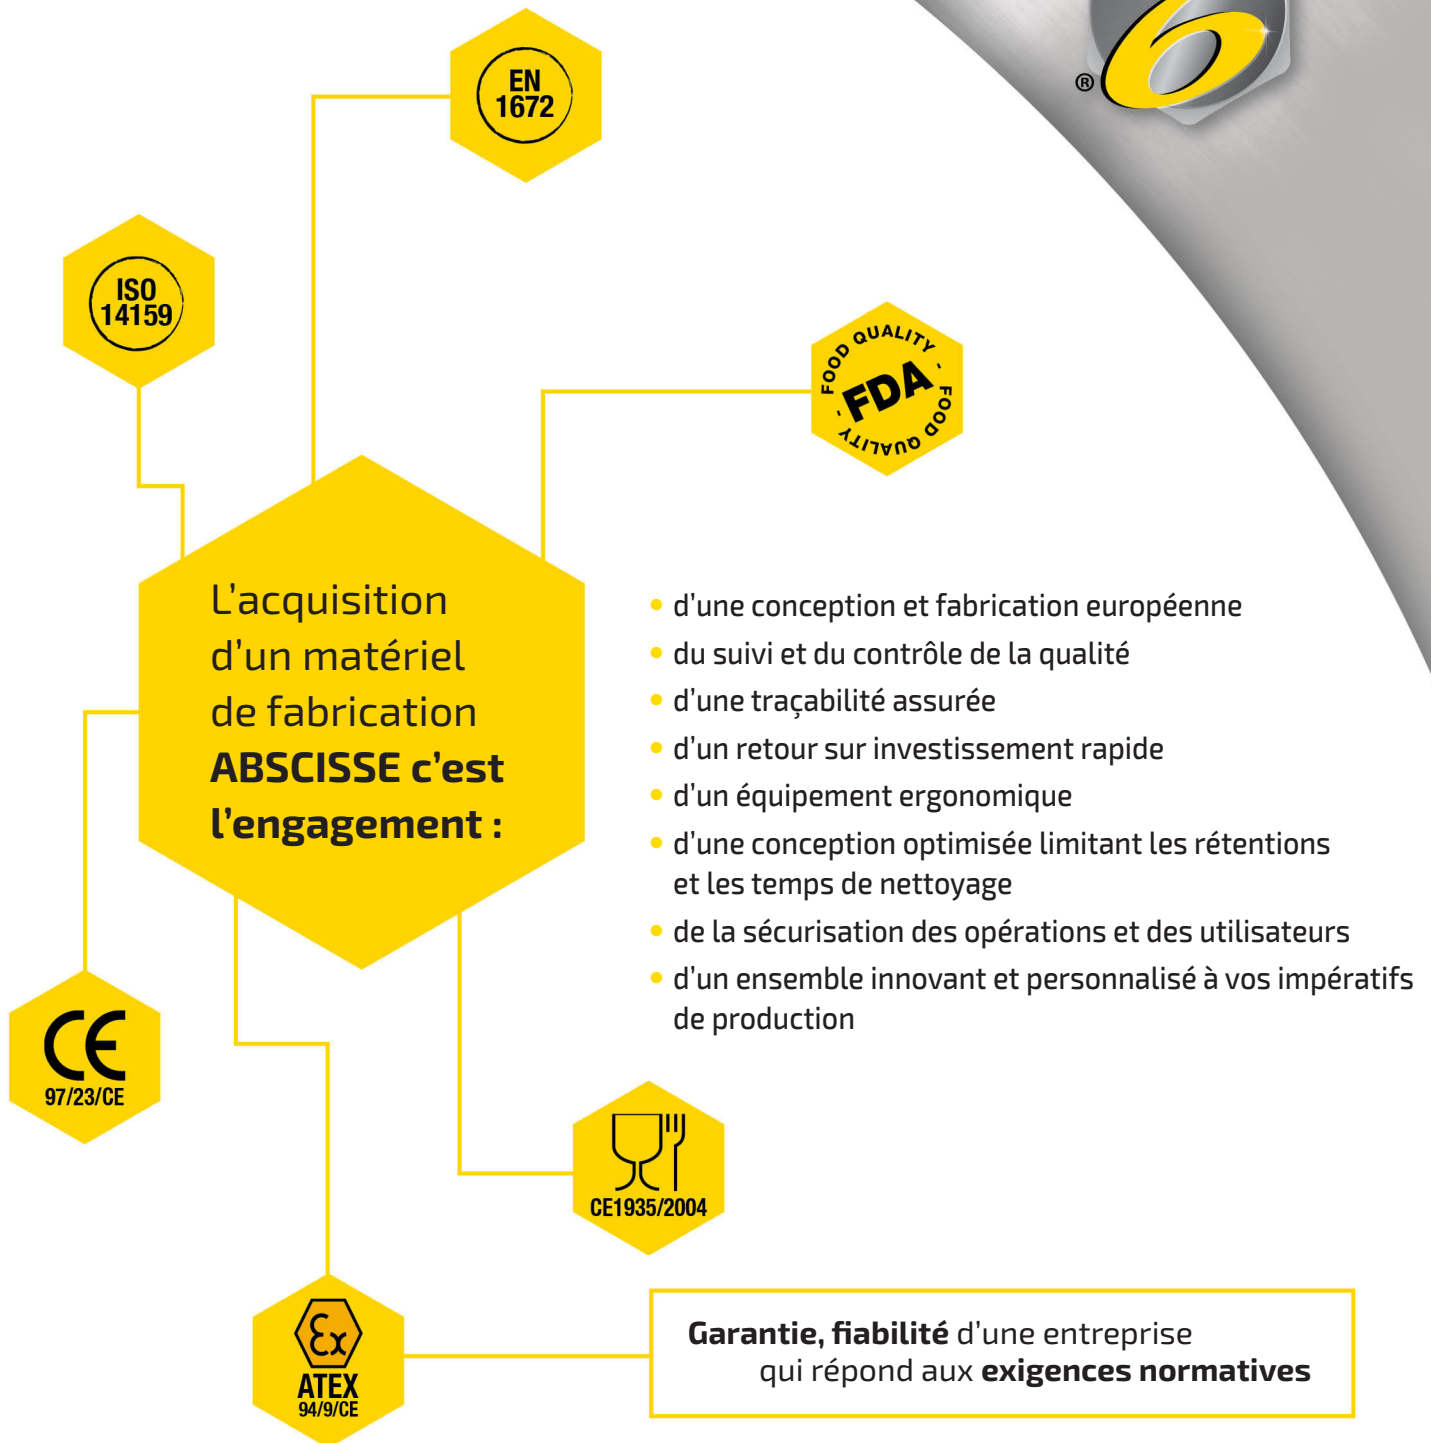 6
®
EN
1672
ISO
14159
FOOD QUALITY - FOOD QUALITY -
FDA
L’acquisition
d’un matériel
de fabrication
ABSCISSE c’est
l’engagement :
• d’une conception et fabrication européenne
• du suivi et du contrôle de la qualité
• d’une traçabilité assurée
• d’un retour sur investissement rapide
• d’un équipement ergonomique
• d’une conception optimisée limitant les rétentions
et les temps de nettoyage
• de la sécurisation des opérations et des utilisateurs
• d’un ensemble innovant et personnalisé à vos impératifs
de production
CE
97/23/CE
CE1935/2004
Ex
ATEX
94/9/CE
Garantie, fiabilité d’une entreprise
qui répond aux exigences normatives